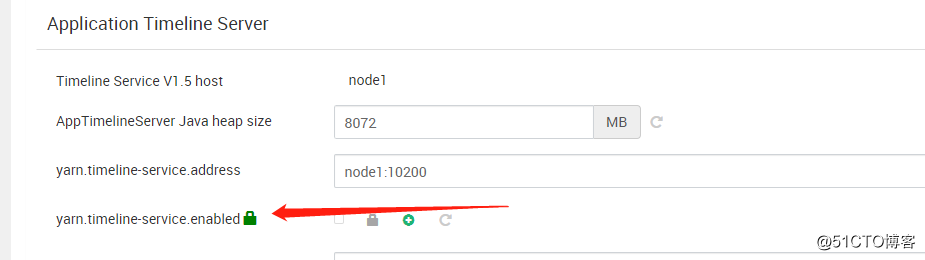 Application Timeline Server
Timeline Service V1.5 host node1
AppTimelineServer Java heap size 8072 MB
yarn.timeline-service.address node1:10200
yarn.timeline-service.enabled
@51CTO博客